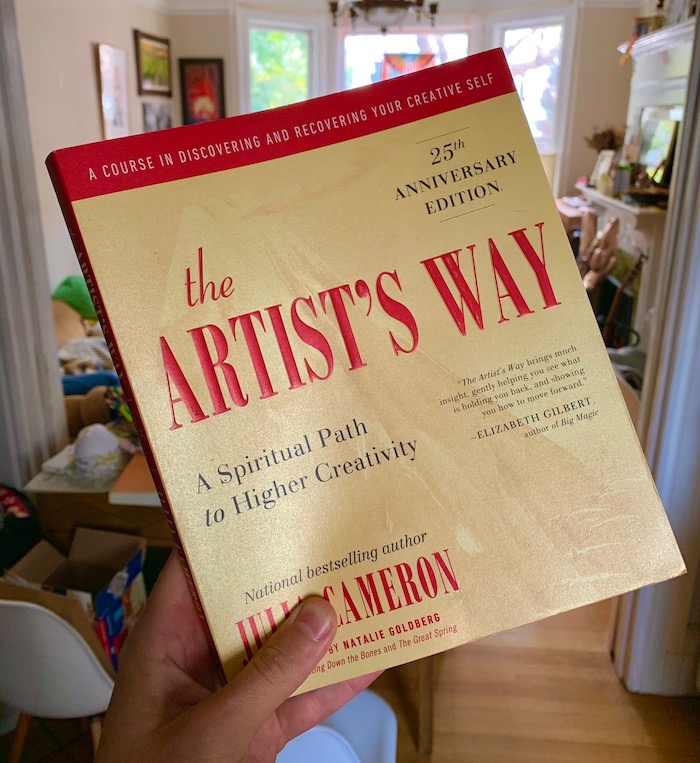 A COURSE IN DISCOVERING AND RECOVERING YOUR CREATIVE SELF
25th
ANNIVERSARY
EDITION
the
ARTIST'S WAY
"The Artist's Way brings much
insight, gently helping you see what
is holding you back, and showing
you how to move forward."
—ELIZABETH GILBERT,
author of Big Magic
A Spiritual Path
to Higher Creativity
National bestselling author
CAMERON
BY NATALIE GOLDBERG
Down the Bones and The Great Spring